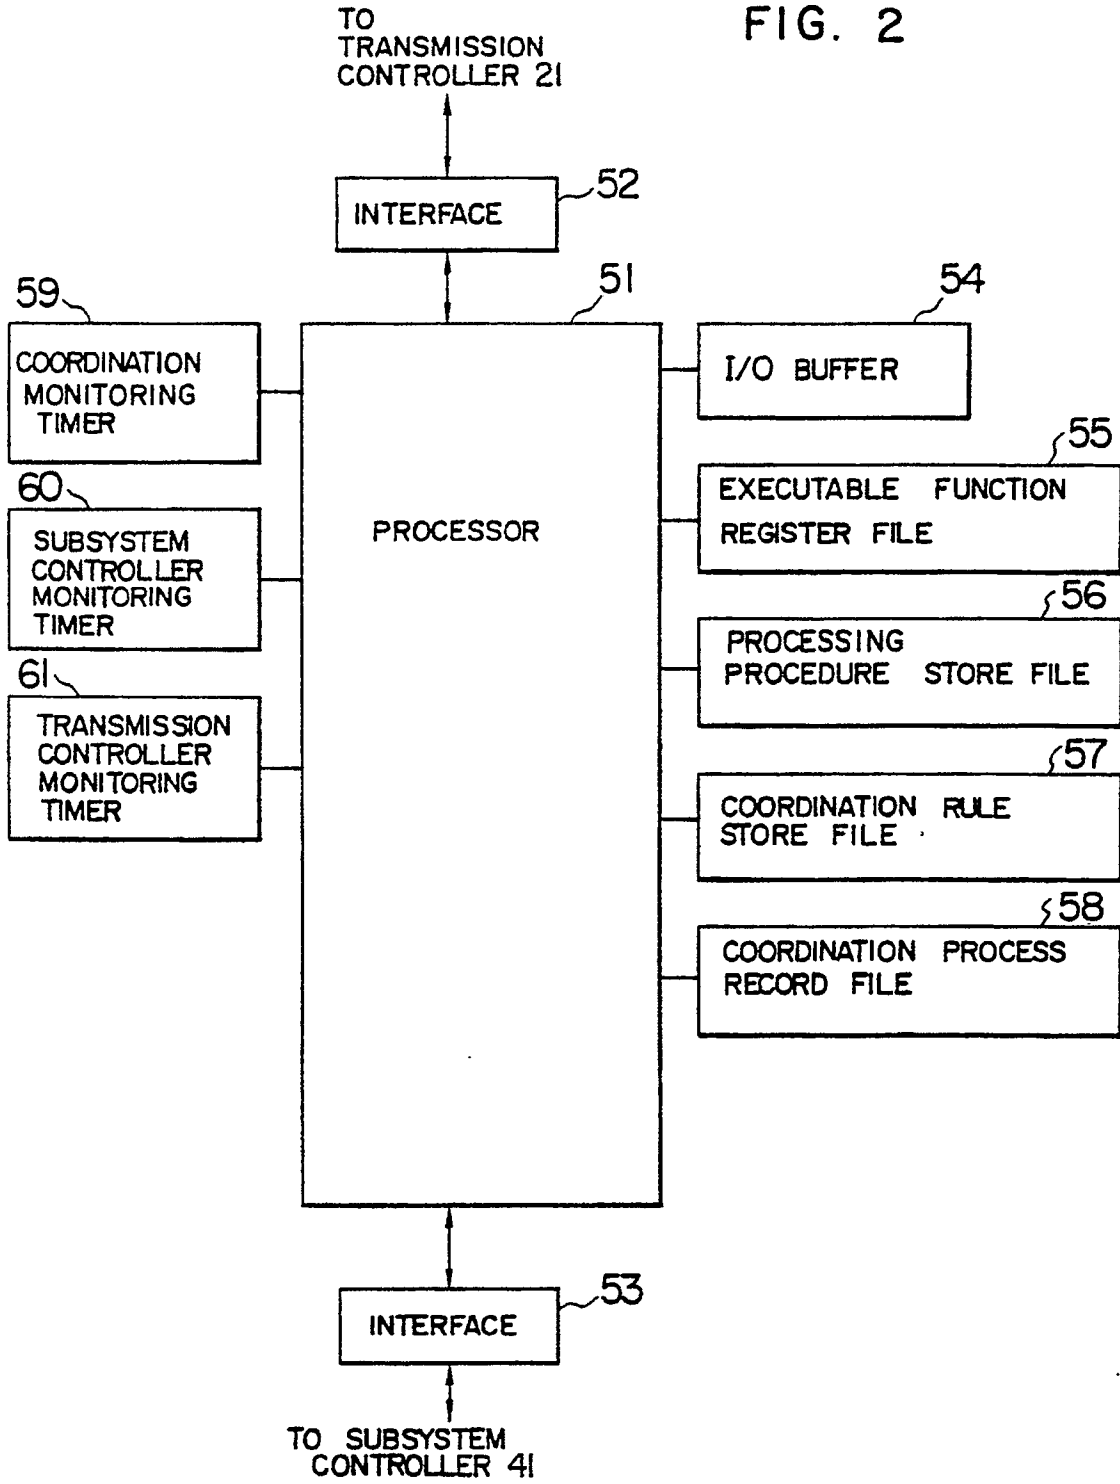 FIG. 2
TO
TRANSMISSION
CONTROLLER 21
52
INTERFACE
59
COORDINATION
MONITORING
TIMER
60
SUBSYSTEM
CONTROLLER
MONITORING
TIMER
61
TRANSMISSION
CONTROLLER
MONITORING
TIMER
51
PROCESSOR
54
I/O BUFFER
55
EXECUTABLE FUNCTION
REGISTER FILE
56
PROCESSING
PROCEDURE STORE FILE
57
COORDINATION RULE
STORE FILE
58
COORDINATION PROCESS
RECORD FILE
53
INTERFACE
TO SUBSYSTEM
CONTROLLER 41